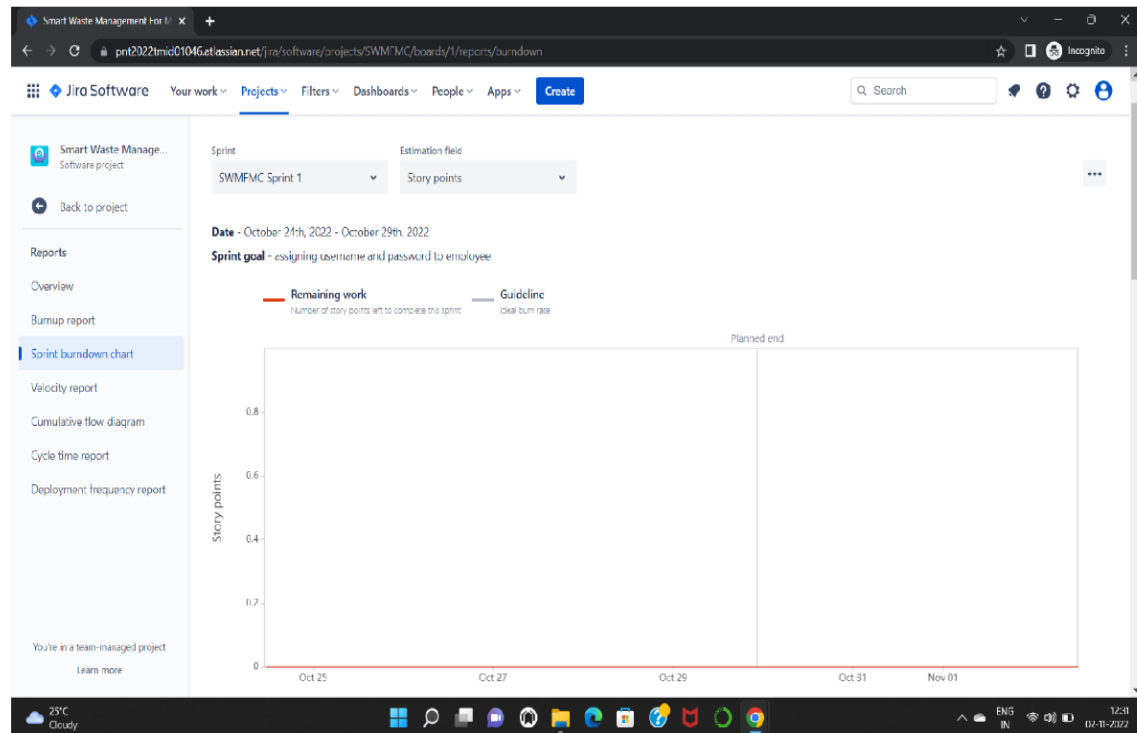 Smart Waste Management For M
pnt2022tmid01046.atlassian.net/jira/software/projects/SWMFMC/boards/1/reports/burndown
Incognito
Jira Software Your work Projects Filters Dashboards People Apps Create Search
Smart Waste Manage...
Software project
Back to project
Reports
Overview
Burnup report
Sprint burndown chart
Velocity report
Cumulative flow diagram
Cycle time report
Deployment frequency report
You're in a team-managed project
Learn more
Sprint Estimation field
SWMFMC Sprint 1 Story points
Date - October 24th, 2022 - October 29th, 2022
Sprint goal - assigning username and password to employee
Remaining work
Number of story points left to complete this sprint
Guideline
Ideal burn rate
Planned end
Story points
0.8
0.6
0.4
0.2
0
Oct 25 Oct 27 Oct 29 Oct 31 Nov 01
25°C
Cloudy
ENG
IN
12:31
02-11-2022